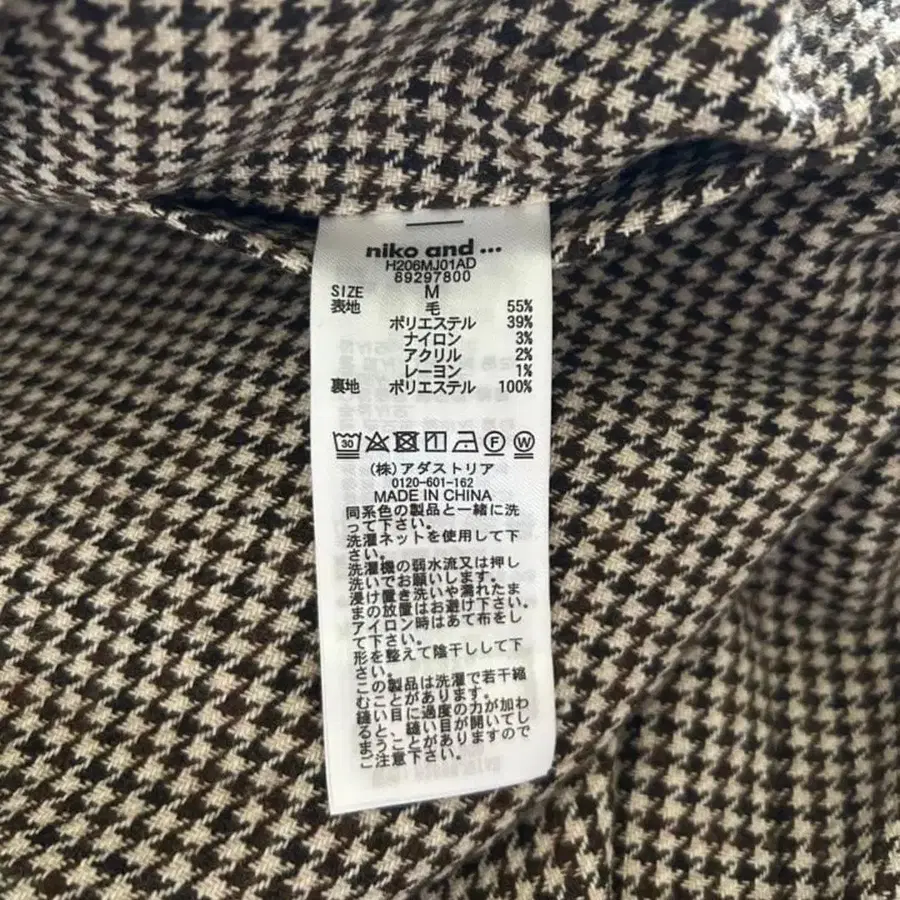 niko and ...
H206MJ01AD
89297800
SIZE M
表地 毛 55%
ポリエステル 39%
ナイロン 3%
アクリル 2%
レーヨン 1%
裏地 ポリエステル 100%
30 F W
(株)アダストリア
0120-601-162
MADE IN CHINA
同系色の製品と一緒に洗
って下さい。
洗濯ネットを使用して下
さい。
洗濯機の弱水流又は押し
洗いでお願いします。
浸け置き洗いや濡れたま
まの放置はお避け下さい。
アイロン時はあて布をし
て下さい。
形を整えて陰干しして下
さい。
この製品は洗濯で若干縮
むことがあります。
縫い目に過度の力が加わ
ると、縫い目が開いてし
まうことがありますので
ご注意下さい。